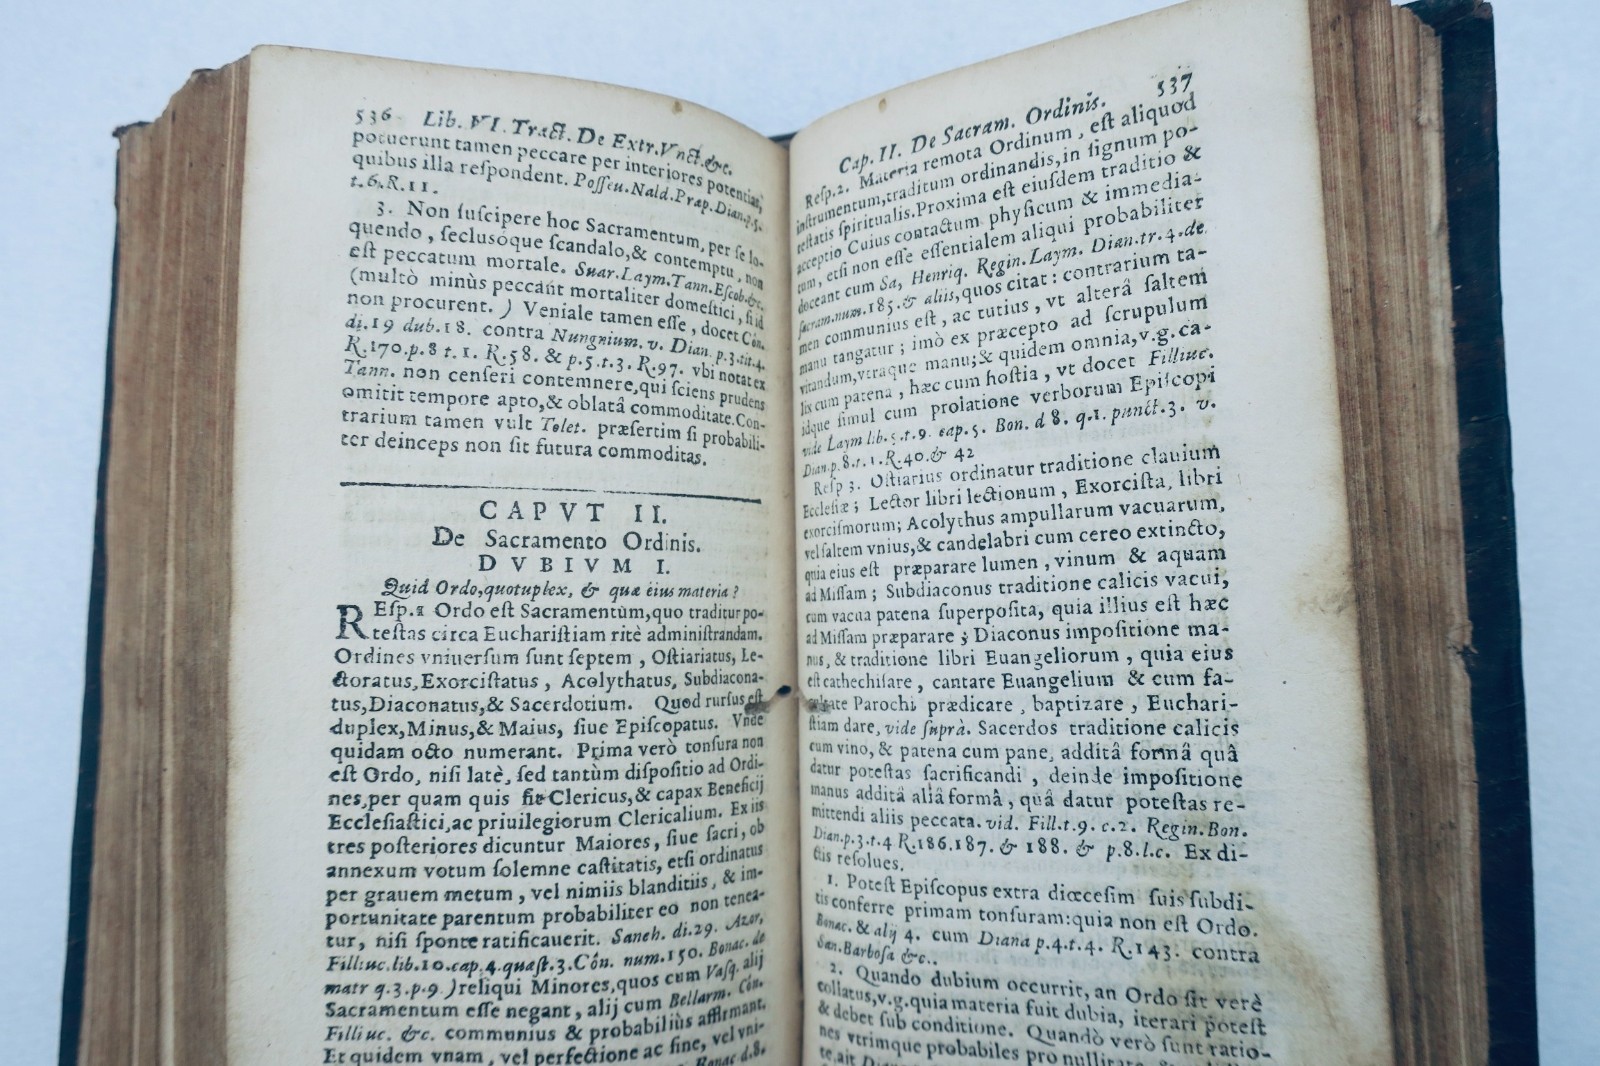 536 Lib. VI. Tract. De Extr. Vnct. &c.
potuerunt tamen peccare per interiores potentias,
quibus illa reſpondent. Poſſeu. Nald. Præp. Dian. p. 5.
t. 6. R. 11.
3. Non ſuſcipere hoc Sacramentum, per ſe lo-
quendo, ſecluſóque ſcandalo, & contemptu, non
eſt peccatum mortale. Suar. Laym. Tann. Eſcob. &c.
(multò minùs peccant mortaliter domeſtici, ſi id
non procurent.) Veniale tamen eſſe, docet Côn.
di. 19 dub. 18. contra Nungnium. v. Dian. p. 3. tit. 4.
R. 170. p. 8 t. 1. R. 58. & p. 5. t. 3. R. 97. vbi notat ex
Tann. non cenſeri contemnere, qui ſciens prudens
omittit tempore apto, & oblatâ commoditate. Con-
trarium tamen vult Tolet. præſertim ſi probabili-
ter deinceps non ſit futura commoditas.
CAPVT II.
De Sacramento Ordinis.
DVBIVM I.
Quid Ordo, quotuplex, & quæ eius materia?
REſp. 1 Ordo eſt Sacramentùm, quo traditur po-
teſtas circa Euchariſtiam ritè adminiſtrandam.
Ordines vniuerſum ſunt ſeptem, Oſtiariatus, Le-
ctoratus, Exorciſtatus, Acolythatus, Subdiacona-
tus, Diaconatus, & Sacerdotium. Quod rurſus eſt
duplex, Minus, & Maius, ſiue Epiſcopatus. Vnde
quidam octo numerant. Prima verò tonſura non
eſt Ordo, niſi latè, ſed tantùm diſpoſitio ad Ordi-
nes, per quam quis fit Clericus, & capax Beneficij
Eccleſiaſtici, ac priuilegiorum Clericalium. Ex iis
tres poſteriores dicuntur Maiores, ſiue ſacri, ob
annexum votum ſolemne caſtitatis, etſi ordinatus
per grauem metum, vel nimiis blanditiis, & im-
portunitate parentum probabiliter eo non tenea-
tur, niſi ſponte ratificauerit. Sanch. di. 29. Azor,
Filliuc. lib. 10. cap. 4. quæſt. 3. Côn. num. 150. Bonac. de
matr q. 3. p. 9.) reliqui Minores, quos cum Vaſq. alij
Sacramentum eſſe negant, alij cum Bellarm. Côn.
Filliuc. &c. communius & probabiliùs affirmant.
Et quidem vnam, vel perfectione ac fine, vel vni-
Bonac d. 8.
Cap. II. De Sacram. Ordinis. 537
Reſp. 2. Materia remota Ordinum, eſt aliquod
inſtrumentum, traditum ordinandis, in ſignum po-
teſtatis ſpiritualis. Proxima eſt eiuſdem traditio &
acceptio Cuius contactum phyſicum & immedia-
tum, etſi non eſſe eſſentialem aliqui probabiliter
doceant cum Sa, Henriq. Regin. Laym. Dian. tr. 4. de
ſacram. num. 185. & aliis, quos citat: contrarium ta-
men communius eſt, ac tutius, vt alterâ ſaltem
manu tangatur; imò ex præcepto ad ſcrupulum
vitandum, vtraque manu; & quidem omnia, v. g. ca-
lix cum patena, hæc cum hoſtia, vt docet Filliuc.
idque ſimul cum prolatione verborum Epiſcopi
vide Laym lib. 5. t. 9. cap. 5. Bon. d 8. q. 1. punct. 3. v.
Dian. p. 8. t. 1. R. 40. & 42
Reſp 3. Oſtiarius ordinatur traditione clauium
Eccleſiæ; Lector libri lectionum, Exorciſta, libri
exorciſmorum; Acolythus ampullarum vacuarum,
vel ſaltem vnius, & candelabri cum cereo extincto,
quia eius eſt præparare lumen, vinum & aquam
ad Miſſam; Subdiaconus traditione calicis vacui,
cum vacua patena ſuperpoſita, quia illius eſt hæc
ad Miſſam præparare; Diaconus impoſitione ma-
nus, & traditione libri Euangeliorum, quia eius
eſt cathechiſare, cantare Euangelium & cum fa-
cultate Parochi prædicare, baptizare, Euchari-
ſtiam dare, vide ſuprà. Sacerdos traditione calicis
cum vino, & patena cum pane, additâ formâ quâ
datur poteſtas ſacrificandi, deinde impoſitione
manus additâ aliâ formâ, quâ datur poteſtas re-
mittendi aliis peccata. vid. Fill. t. 9. c. 2. Regin. Bon.
Dian. p. 3. t. 4 R. 186. 187. & 188. & p. 8. l. c. Ex di-
ctis reſolues.
1. Poteſt Epiſcopus extra diœceſim ſuis ſubdi-
tis conferre primam tonſuram: quia non eſt Ordo.
Bonac. & alij 4. cum Diana p. 4. t. 4. R. 143. contra
San. Barboſa &c..
2. Quando dubium occurrit, an Ordo ſit verè
collatus, v. g. quia materia fuit dubia, iterari poteſt
& debet ſub conditione. Quandò verò ſunt ratio-
nes vtrimque probabiles pro nullitate &
te, ait